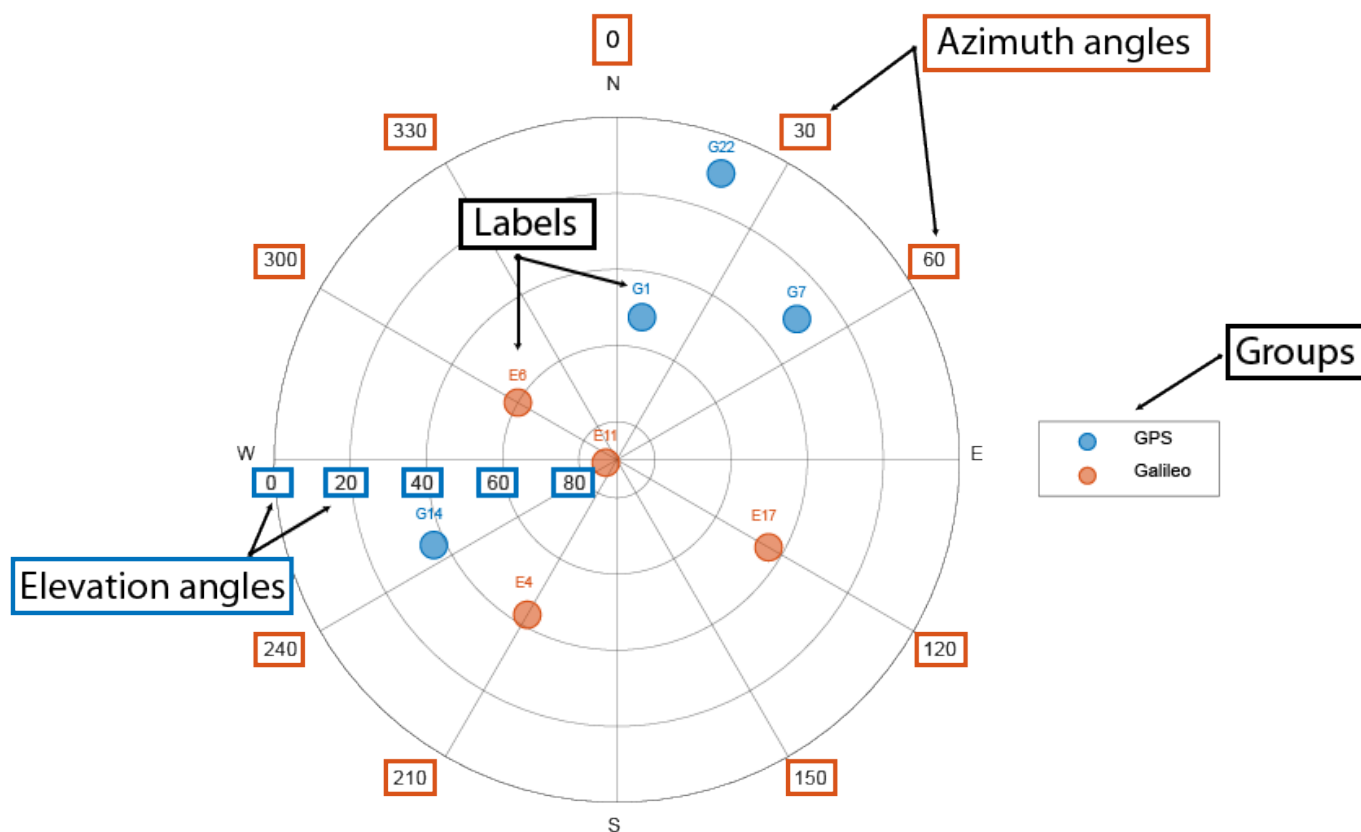 0
Azimuth angles
N
330
30
G22
Labels
300
60
G1
G7
Groups
E6
E11
GPS
W
E
Galileo
0
20
40
60
80
G14
E17
Elevation angles
E4
240
120
210
150
S